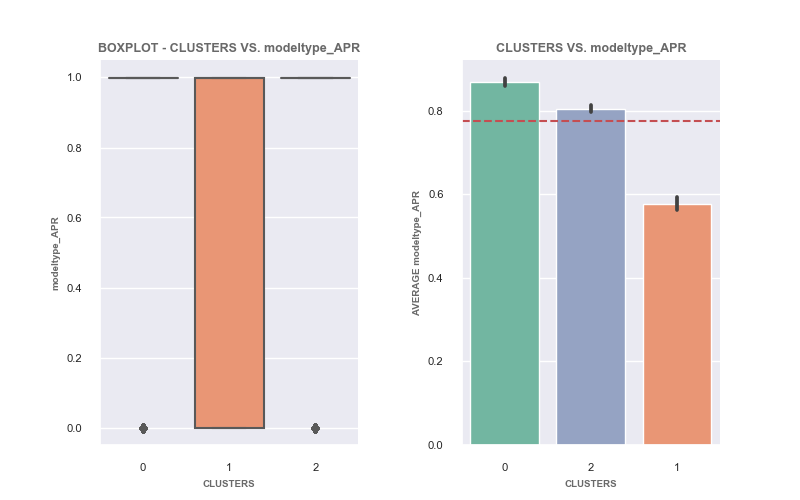 BOXPLOT - CLUSTERS VS. modeltype_APR
1.0
0.8
0.6
0.4
0.2
0.0
modeltype_APR
0 1 2
CLUSTERS
CLUSTERS VS. modeltype_APR
0.8
0.6
0.4
0.2
0.0
AVERAGE modeltype_APR
0 2 1
CLUSTERS